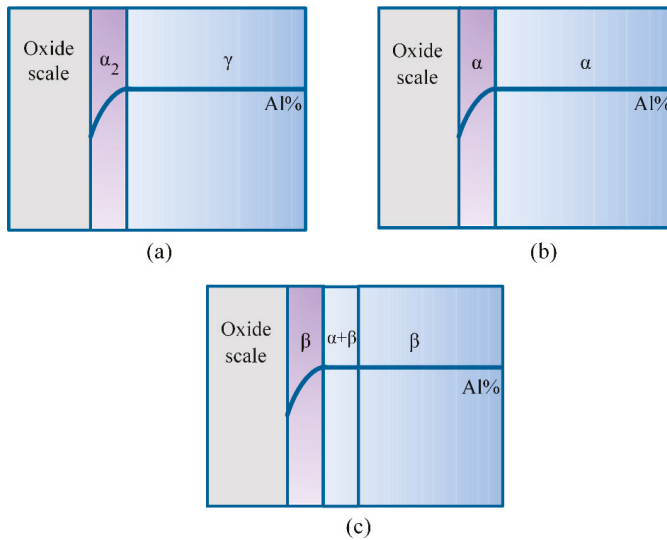 Oxide
scale
α₂
γ
Al%
(a)
Oxide
scale
α
α
Al%
(b)
Oxide
scale
β
α+β
β
Al%
(c)